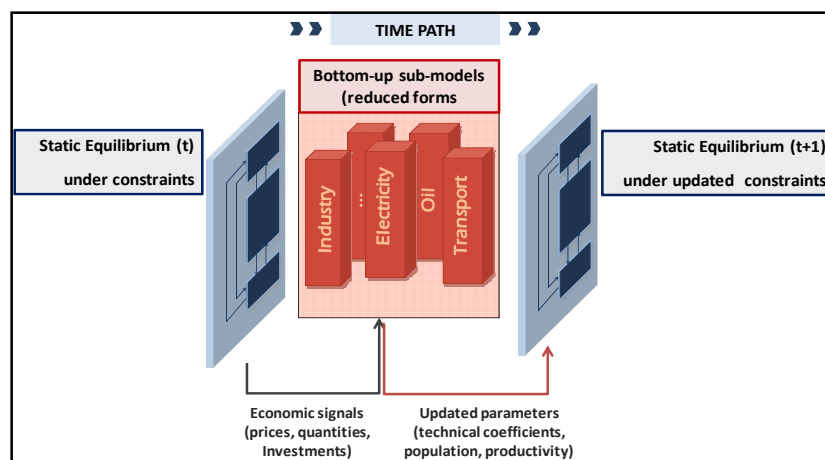 TIME PATH
Bottom-up sub-models
(reduced forms
Static Equilibrium (t)
under constraints
Industry
...
Electricity
Oil
Transport
Static Equilibrium (t+1)
under updated constraints
Economic signals
(prices, quantities,
Investments)
Updated parameters
(technical coefficients,
population, productivity)